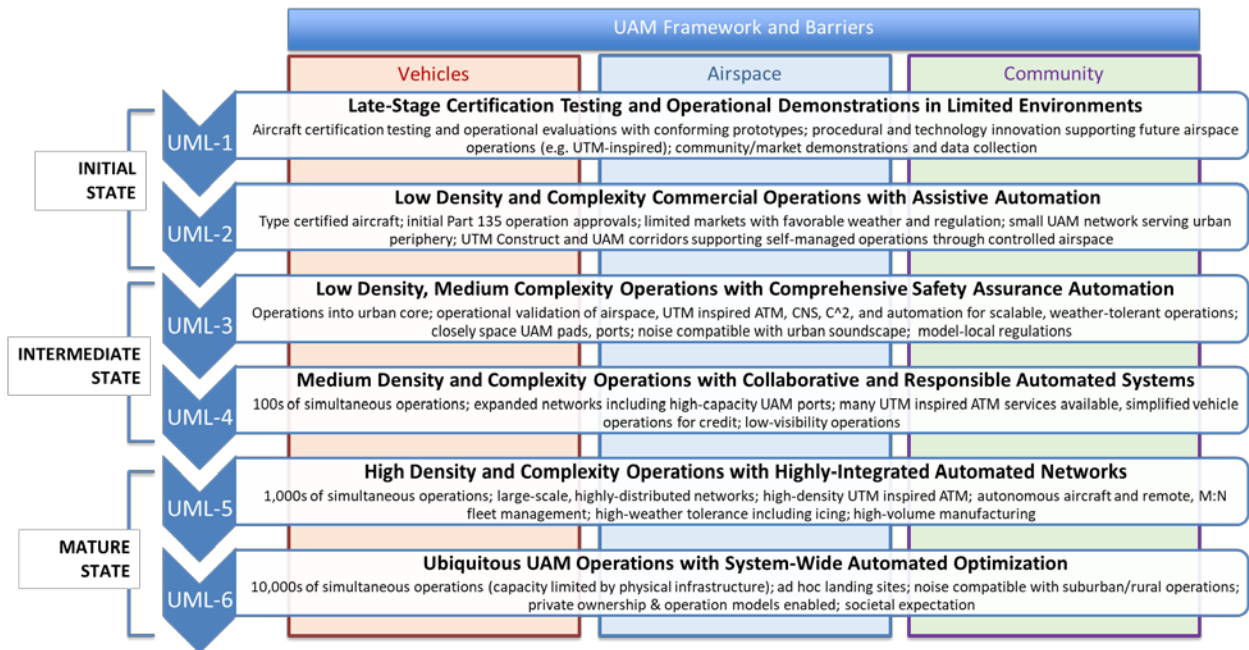 UAM Framework and Barriers
Vehicles
Airspace
Community
INITIAL
STATE
UML-1
Late-Stage Certification Testing and Operational Demonstrations in Limited Environments
Aircraft certification testing and operational evaluations with conforming prototypes; procedural and technology innovation supporting future airspace
operations (e.g. UTM-inspired); community/market demonstrations and data collection
UML-2
Low Density and Complexity Commercial Operations with Assistive Automation
Type certified aircraft; initial Part 135 operation approvals; limited markets with favorable weather and regulation; small UAM network serving urban
periphery; UTM Construct and UAM corridors supporting self-managed operations through controlled airspace
INTERMEDIATE
STATE
UML-3
Low Density, Medium Complexity Operations with Comprehensive Safety Assurance Automation
Operations into urban core; operational validation of airspace, UTM inspired ATM, CNS, C^2, and automation for scalable, weather-tolerant operations;
closely space UAM pads, ports; noise compatible with urban soundscape; model-local regulations
UML-4
Medium Density and Complexity Operations with Collaborative and Responsible Automated Systems
100s of simultaneous operations; expanded networks including high-capacity UAM ports; many UTM inspired ATM services available, simplified vehicle
operations for credit; low-visibility operations
MATURE
STATE
UML-5
High Density and Complexity Operations with Highly-Integrated Automated Networks
1,000s of simultaneous operations; large-scale, highly-distributed networks; high-density UTM inspired ATM; autonomous aircraft and remote, M:N
fleet management; high-weather tolerance including icing; high-volume manufacturing
UML-6
Ubiquitous UAM Operations with System-Wide Automated Optimization
10,000s of simultaneous operations (capacity limited by physical infrastructure); ad hoc landing sites; noise compatible with suburban/rural operations;
private ownership & operation models enabled; societal expectation